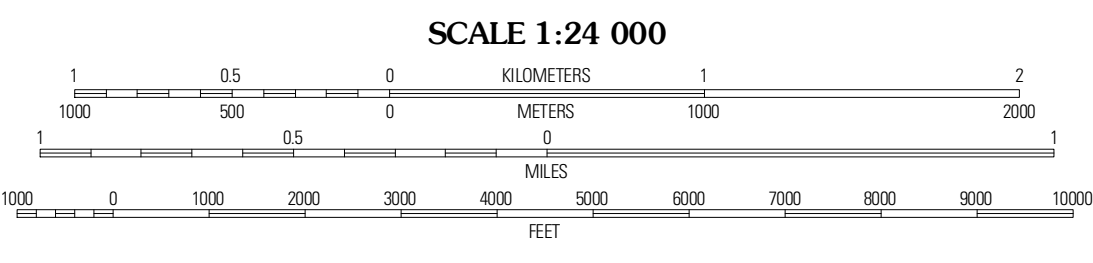 SCALE 1:24 000
1 0.5 0 KILOMETERS 1 2
1000 500 0 METERS 1000 2000
1 0.5 0 1
MILES
1000 0 1000 2000 3000 4000 5000 6000 7000 8000 9000 10000
FEET